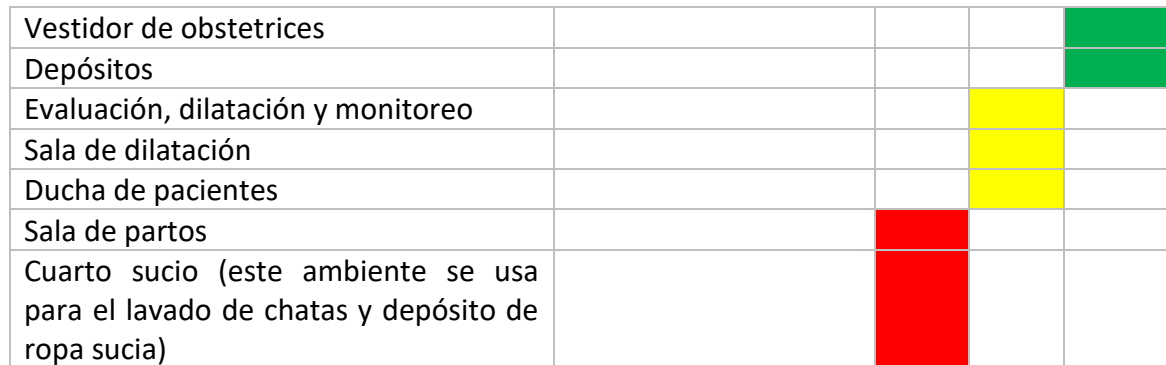 Vestidor de obstetrices
Depósitos
Evaluación, dilatación y monitoreo
Sala de dilatación
Ducha de pacientes
Sala de partos
Cuarto sucio (este ambiente se usa
para el lavado de chatas y depósito de
ropa sucia)